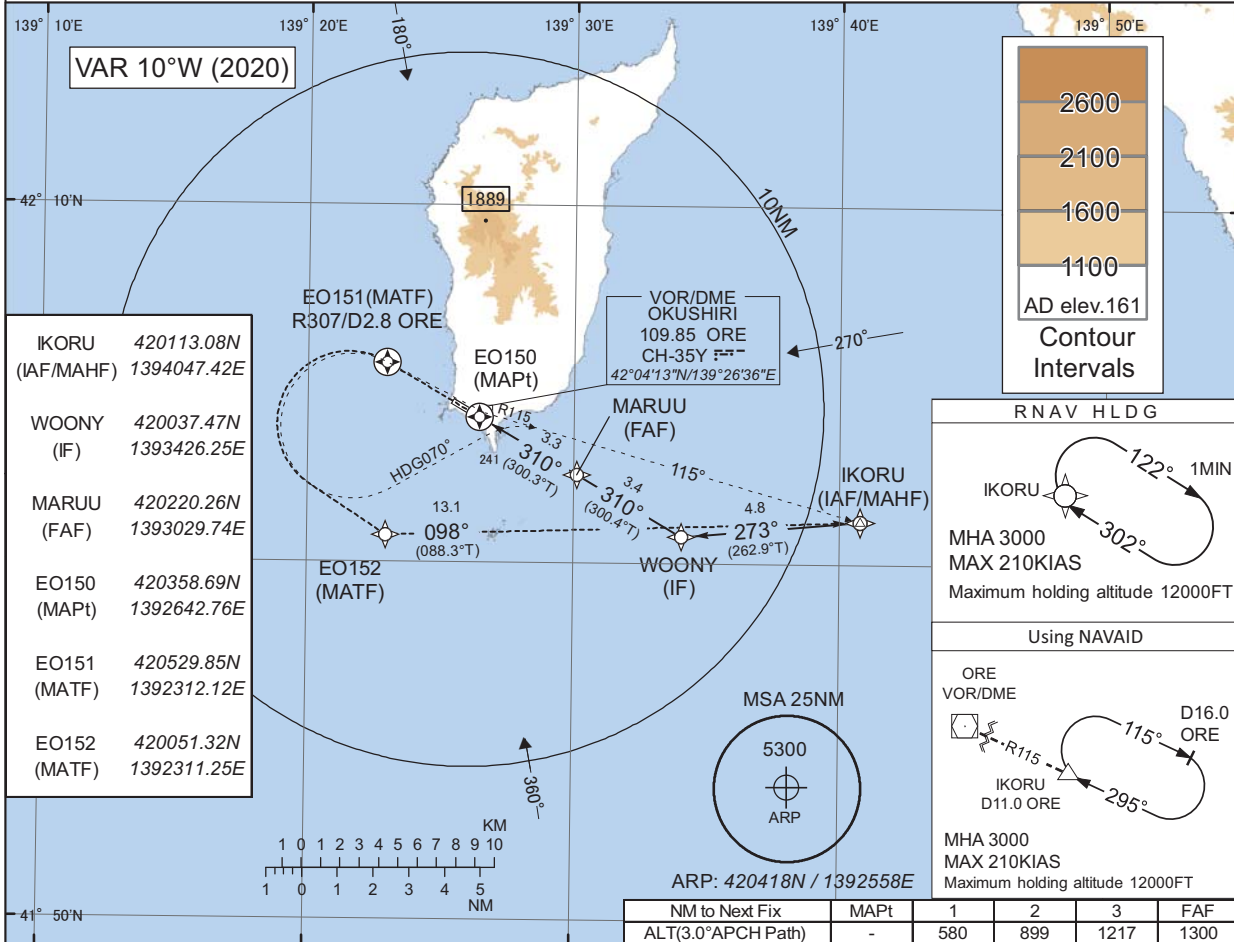 139° 10'E
139° 20'E
139° 30'E
139° 40'E
139° 50'E
180°
VAR 10°W (2020)
2600
2100
1600
1100
AD elev.161
Contour
Intervals
42° 10'N
1889
10NM
EO151(MATF)
R307/D2.8 ORE
VOR/DME
OKUSHIRI
109.85 ORE
CH-35Y
42°04'13"N/139°26'36"E
270°
EO150
(MAPt)
MARUU
(FAF)
R115
3.3
310°
(300.3°T)
241
HDG070°
115°
3.4
310°
(300.4°T)
IKORU
(IAF/MAHF)
4.8
273°
(262.9°T)
WOONY
(IF)
13.1
098°
(088.3°T)
EO152
(MATF)
IKORU 420113.08N
(IAF/MAHF) 1394047.42E
WOONY 420037.47N
(IF) 1393426.25E
MARUU 420220.26N
(FAF) 1393029.74E
EO150 420358.69N
(MAPt) 1392642.76E
EO151 420529.85N
(MATF) 1392312.12E
EO152 420051.32N
(MATF) 1392311.25E
RNAV HLDG
122°
1MIN
IKORU
302°
MHA 3000
MAX 210KIAS
Maximum holding altitude 12000FT
Using NAVAID
ORE
VOR/DME
D16.0
ORE
115°
R115
IKORU
D11.0 ORE
295°
MHA 3000
MAX 210KIAS
Maximum holding altitude 12000FT
MSA 25NM
5300
ARP
360°
KM
1 0 1 2 3 4 5 6 7 8 9 10
1 0 1 2 3 4 5
NM
ARP: 420418N / 1392558E
41° 50'N
NM to Next Fix MAPt 1 2 3 FAF
ALT(3.0°APCH Path) - 580 899 1217 1300